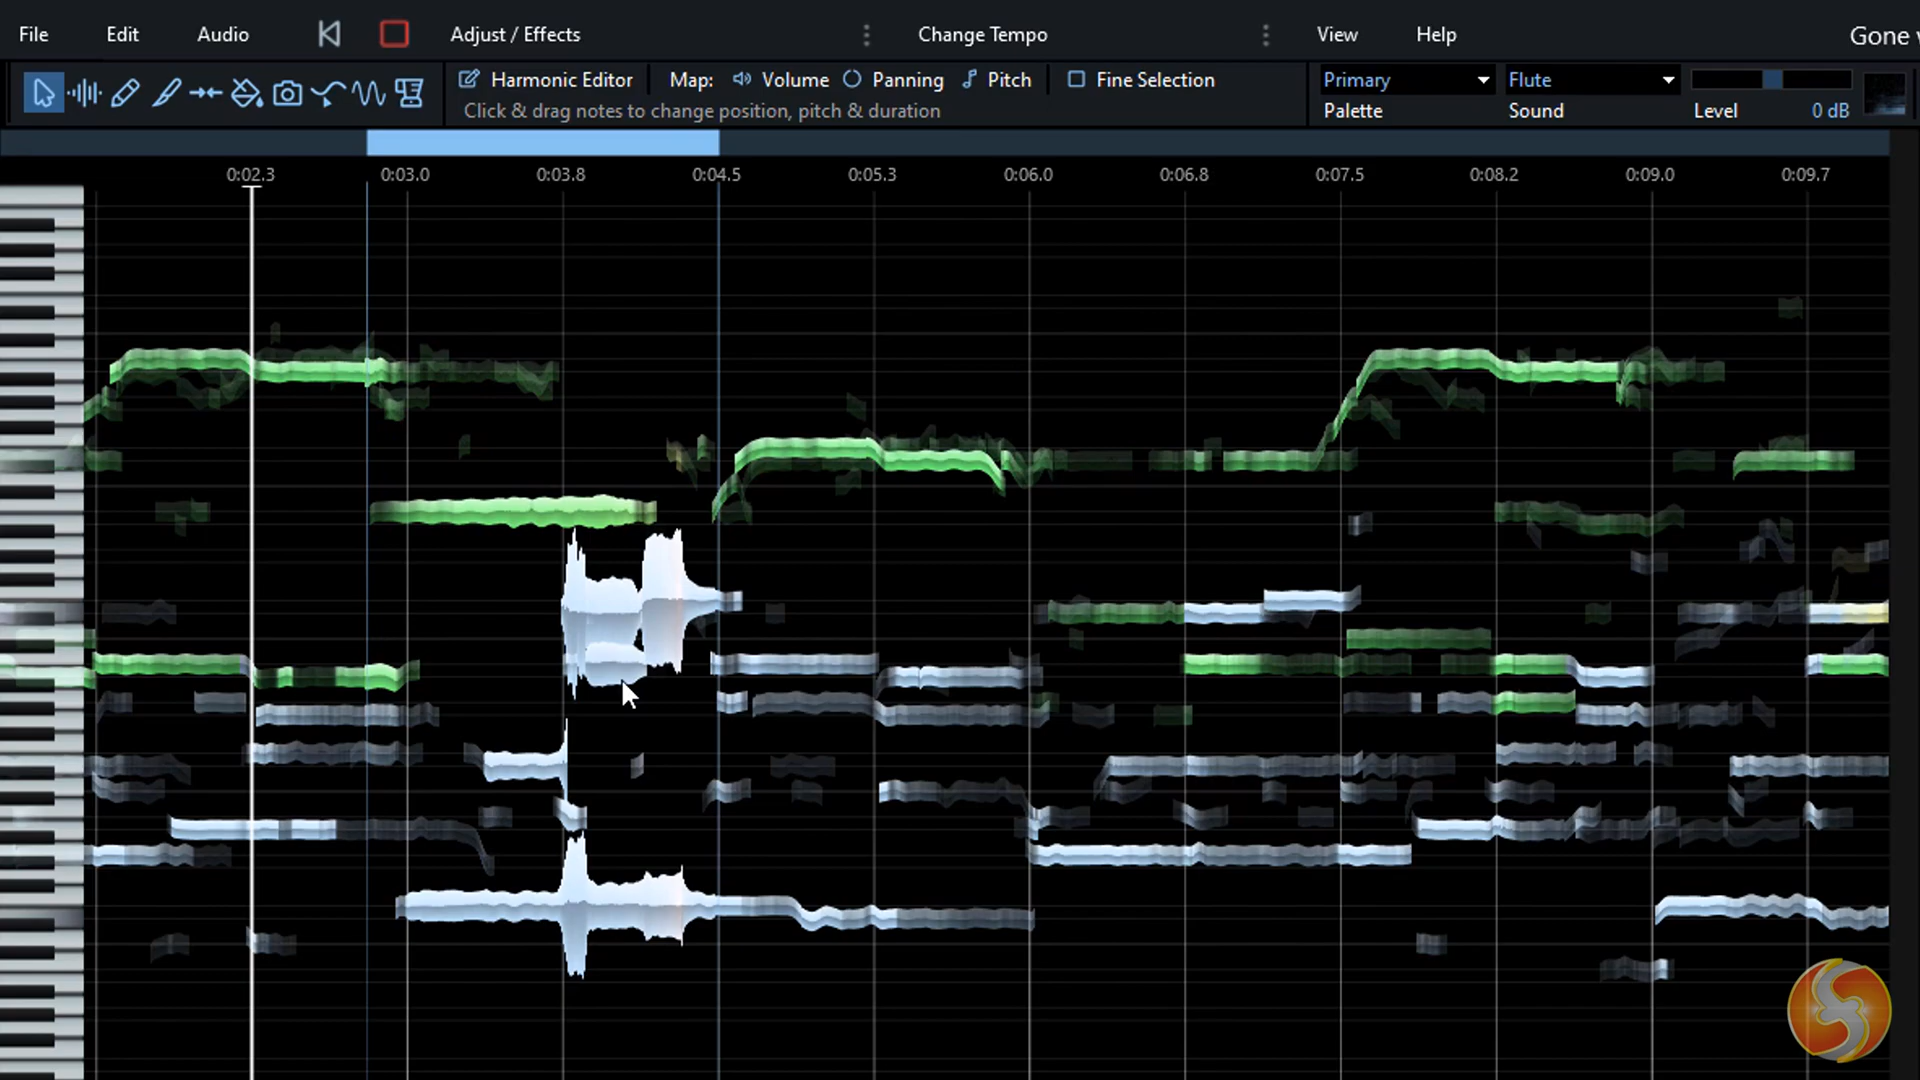 File Edit Audio Adjust / Effects Change Tempo View Help Gone
Harmonic Editor Map: Volume Panning Pitch Fine Selection Primary Flute
Click & drag notes to change position, pitch & duration Palette Sound Level 0 dB
0:02.3 0:03.0 0:03.8 0:04.5 0:05.3 0:06.0 0:06.8 0:07.5 0:08.2 0:09.0 0:09.7